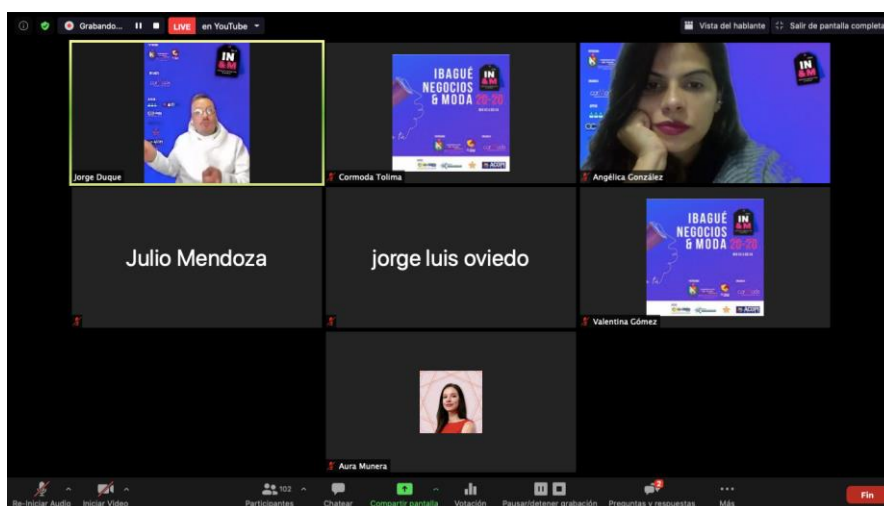 Grabando...
LIVE
en YouTube
Vista del hablante
Salir de pantalla completa
IN
&M
Jorge Duque
IBAGUÉ
NEGOCIOS
& MODA 20-20
IN
&M
ACOPI
Cormoda Tolima
IN
&M
Angélica González
Julio Mendoza
jorge luis oviedo
IBAGUÉ
NEGOCIOS
& MODA 20-20
IN
&M
ACOPI
Valentina Gómez
Aura Munera
Re-Iniciar Audio
Iniciar Video
102
Participantes
Chatear
Compartir pantalla
Votación
Pausar/detener grabación
2
Preguntas y respuestas
Más
Fin